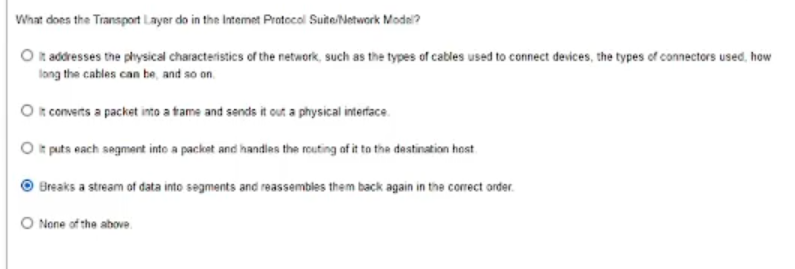 What does the Transport Layer do in the Internet Protocol Suite/Network Model?
It addresses the physical characteristics of the network, such as the types of cables used to connect devices, the types of connectors used, how
long the cables can be, and so on.
It converts a packet into a frame and sends it out a physical interface.
It puts each segment into a packet and handles the routing of it to the destination host.
Breaks a stream of data into segments and reassembles them back again in the correct order.
None of the above.